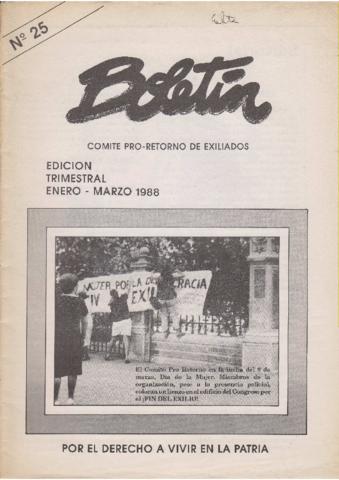 Nº 25
Boletín
COMITE PRO-RETORNO DE EXILIADOS
EDICION
TRIMESTRAL
ENERO - MARZO 1988
MUJER POR LA DEMOCRACIA
EXIL
El Comité Pro Retorno en la lucha del 8 de
marzo, Día de la Mujer. Miembros de la
organización, pese a la presencia policial,
colocan un lienzo en el edificio del Congreso por
el ¡FIN DEL EXILIO!
POR EL DERECHO A VIVIR EN LA PATRIA